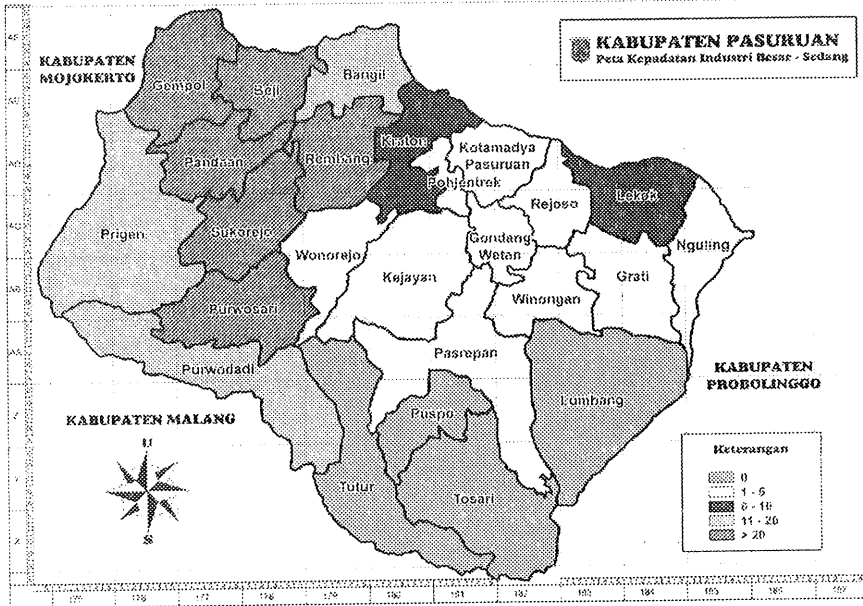 KABUPATEN PASURUAN
Peta Kepadatan Industri Besar - Sedang
KABUPATEN
MOJOKERTO
Gempol
Beji
Bangil
Kraton
Kotamadya
Pasuruan
Pandaan
Rembang
Pohjentrek
Rejoso
Lekok
Prigen
Sukorejo
Wonorejo
Gondang
Wetan
Nguling
Kejayan
Winongan
Grati
Purwosari
Purwodadi
Pasrepan
KABUPATEN
PROBOLINGGO
Puspo
Lumbang
KABUPATEN MALANG
U
S
Tutur
Tosari
Keterangan
0
1 - 5
6 - 10
11 - 20
> 20